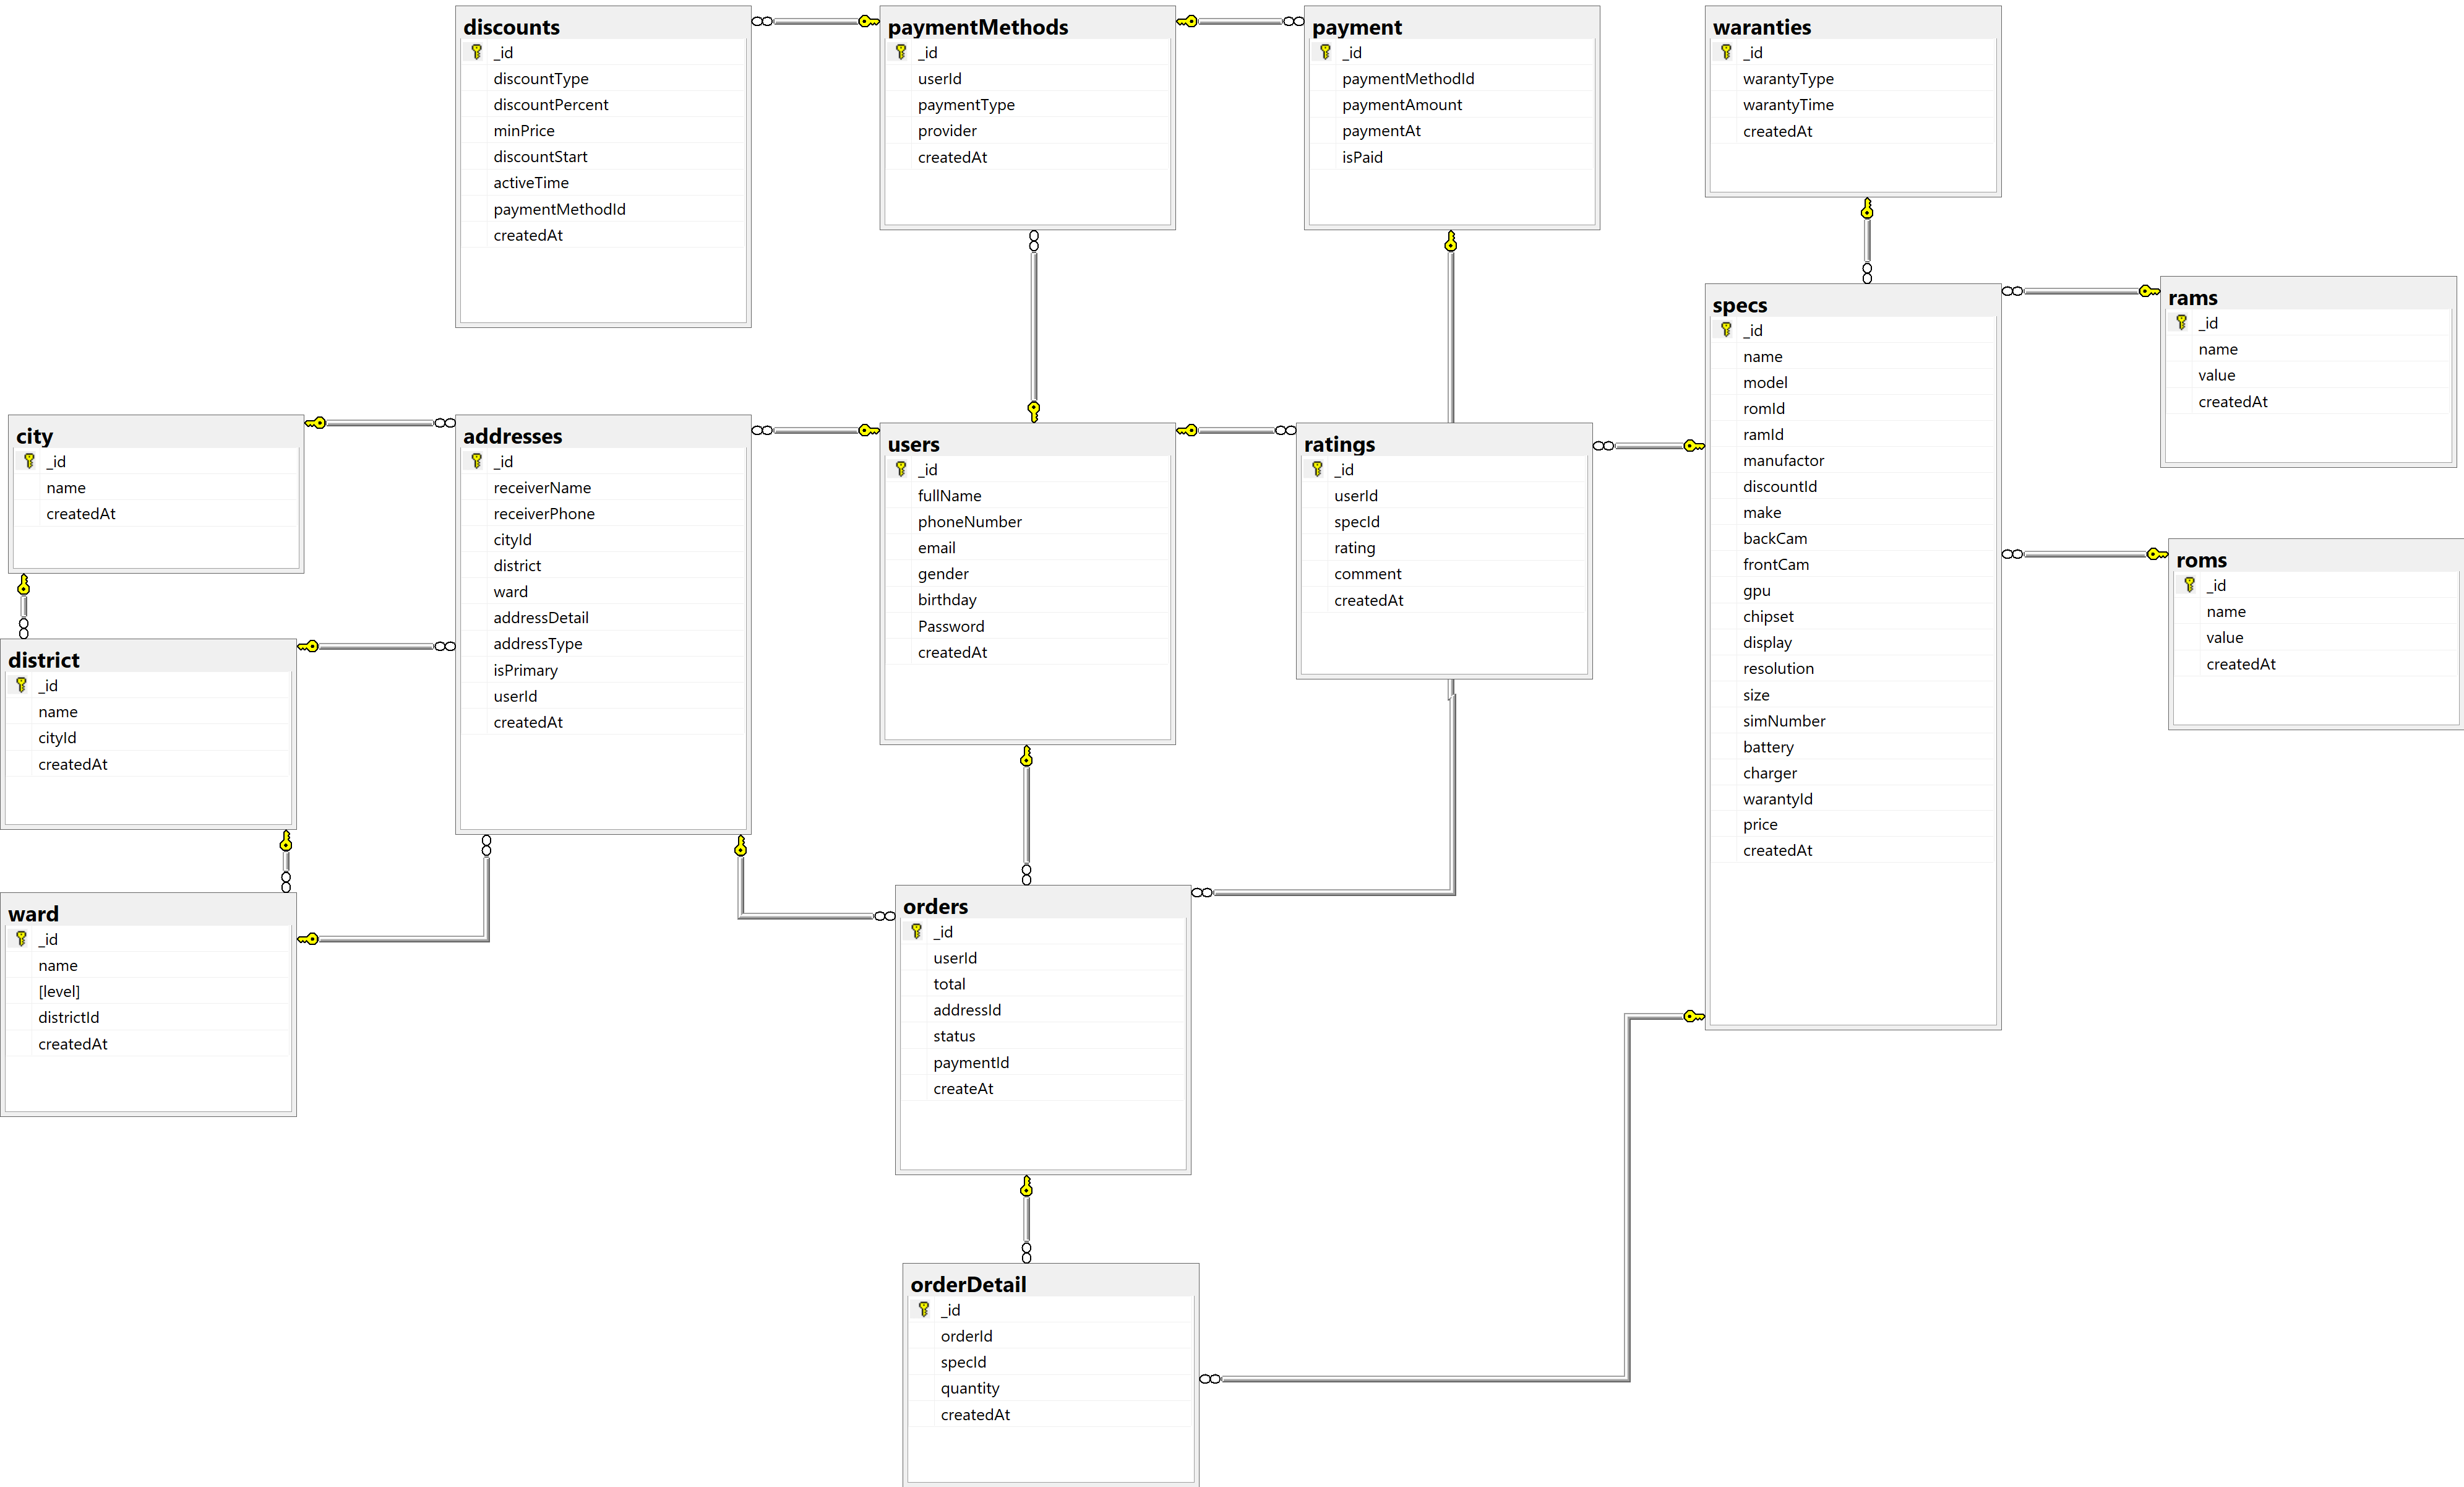 discounts
_id
discountType
discountPercent
minPrice
discountStart
activeTime
paymentMethodId
createdAt
paymentMethods
_id
userId
paymentType
provider
createdAt
payment
_id
paymentMethodId
paymentAmount
paymentAt
isPaid
waranties
_id
warantyType
warantyTime
createdAt
specs
_id
name
model
romId
ramId
manufactor
discountId
make
backCam
frontCam
gpu
chipset
display
resolution
size
simNumber
battery
charger
warantyId
price
createdAt
rams
_id
name
value
createdAt
roms
_id
name
value
createdAt
city
_id
name
createdAt
addresses
_id
receiverName
receiverPhone
cityId
district
ward
addressDetail
addressType
isPrimary
userId
createdAt
users
_id
fullName
phoneNumber
email
gender
birthday
Password
createdAt
ratings
_id
userId
specId
rating
comment
createdAt
district
_id
name
cityId
createdAt
ward
_id
name
[level]
districtId
createdAt
orders
_id
userId
total
addressId
status
paymentId
createAt
orderDetail
_id
orderId
specId
quantity
createdAt